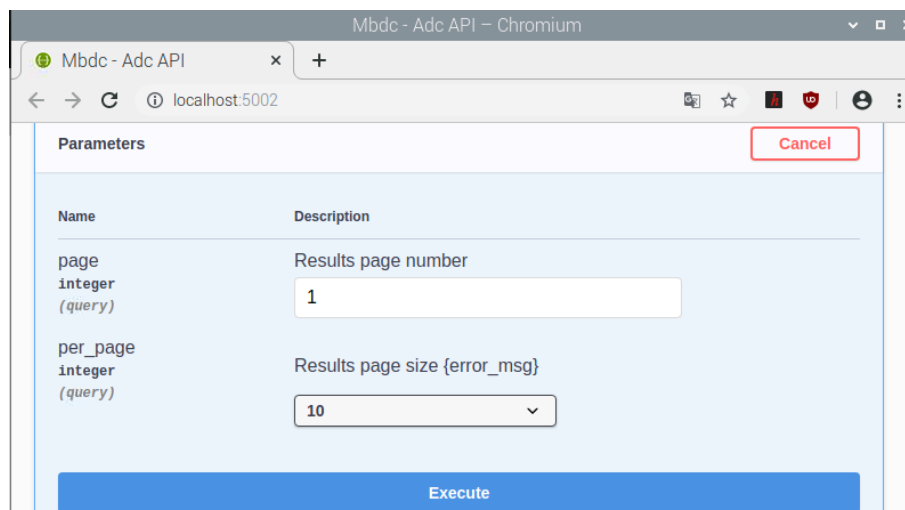 Mbdc - Adc API – Chromium
Mbdc - Adc API
localhost:5002
Parameters
Cancel
Name Description
page Results page number
integer
(query)
1
per_page
integer
(query)
Results page size {error_msg}
10
Execute